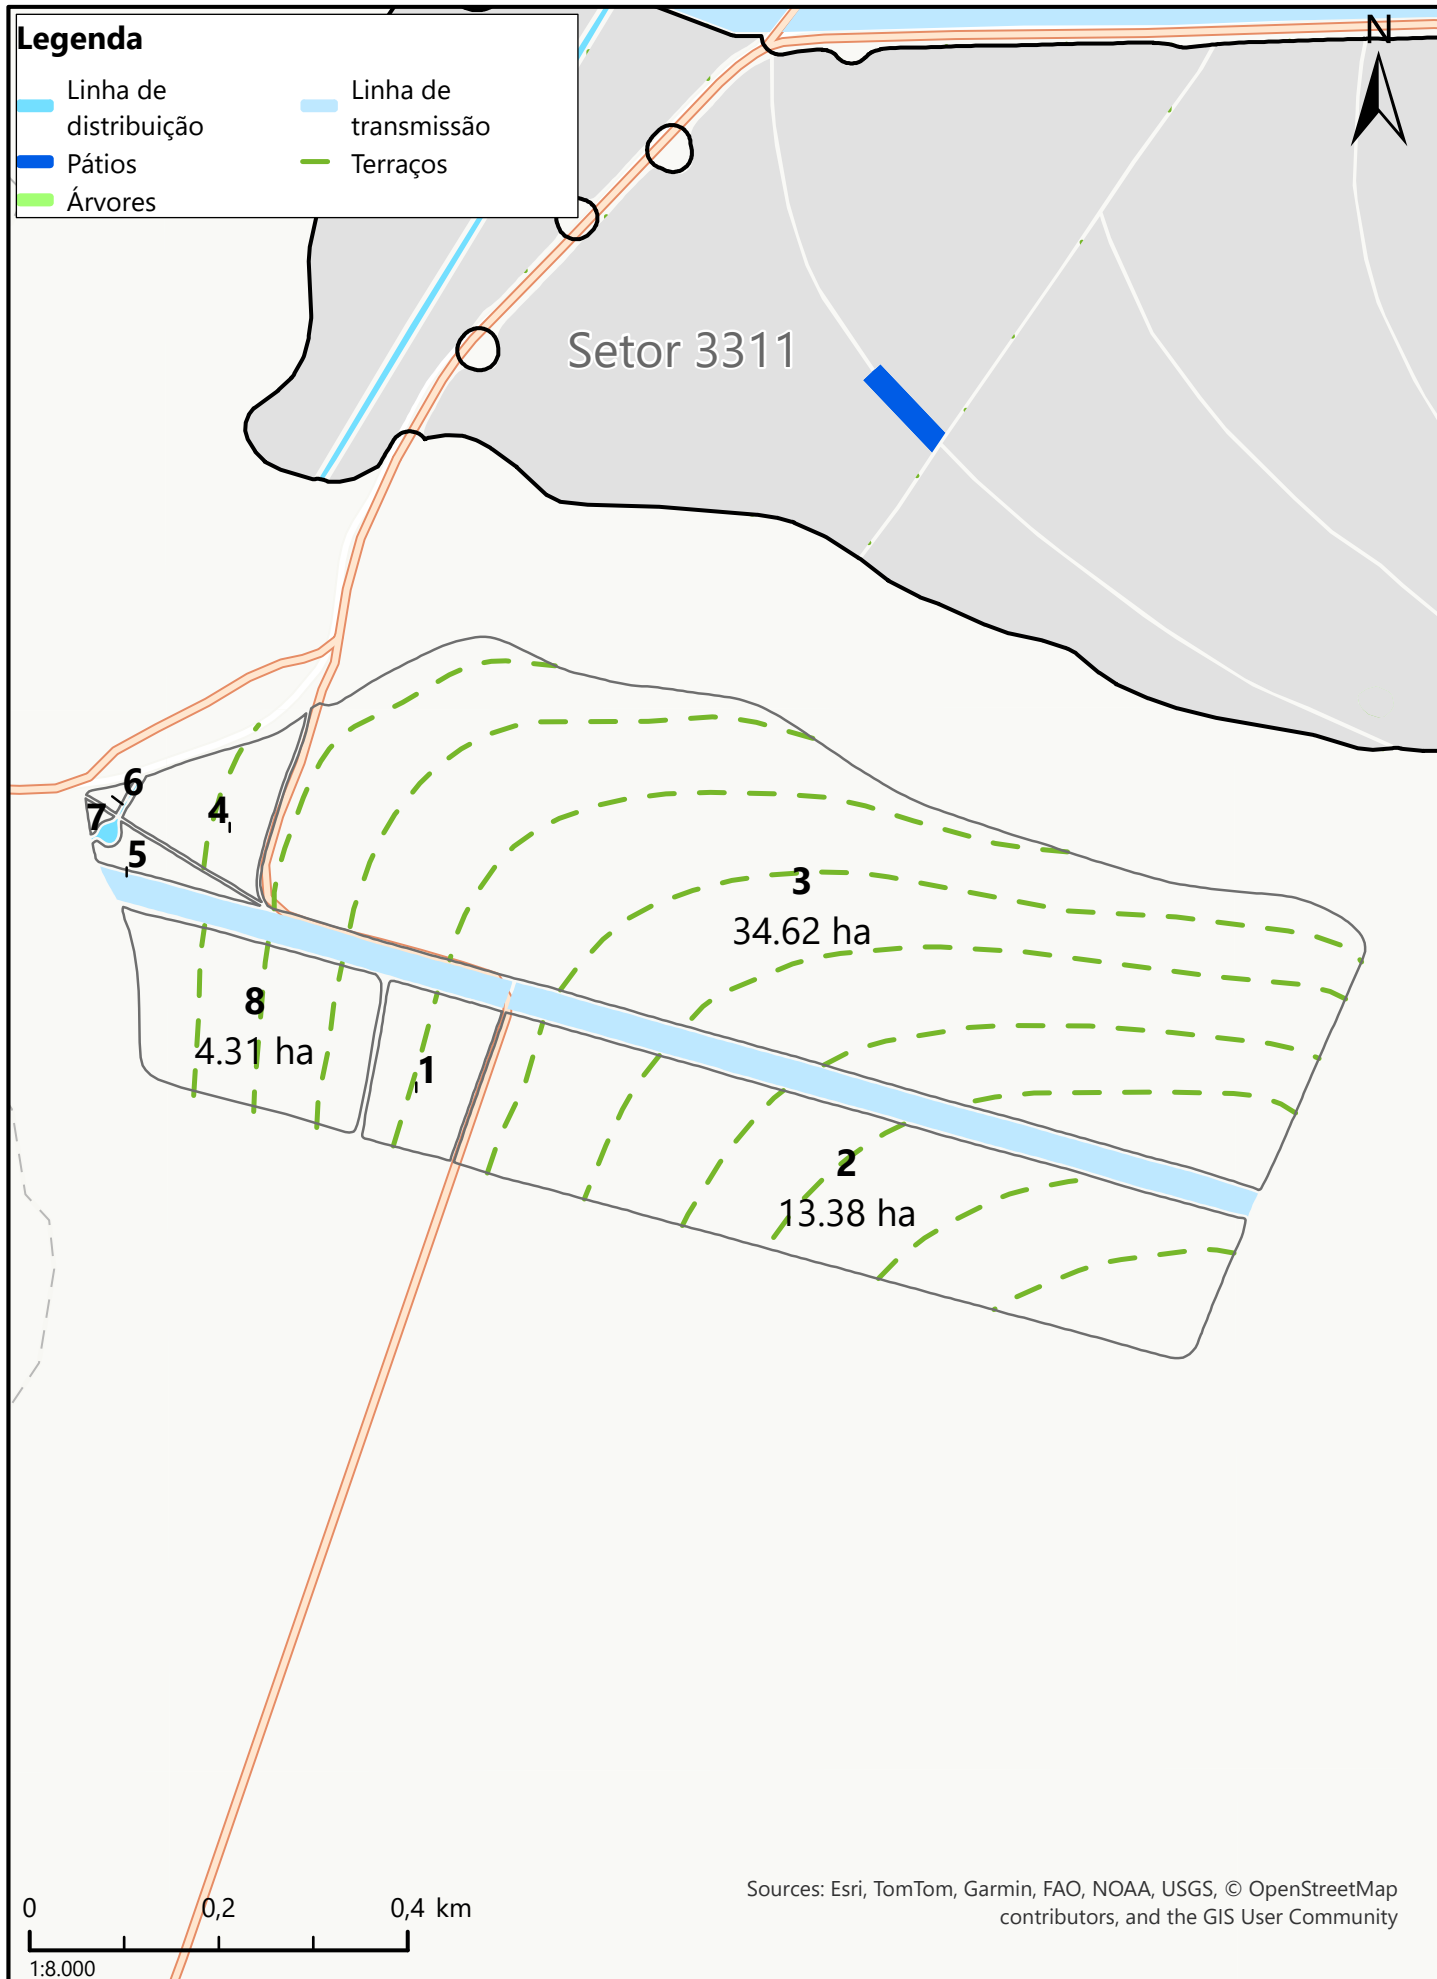 Legenda
Linha de
distribuição
Linha de
transmissão
Pátios
Terraços
Árvores
N
Setor 3311
6
7
4
5
3
34.62 ha
8
4.31 ha
1
2
13.38 ha
0 0,2 0,4 km
1:8.000
Sources: Esri, TomTom, Garmin, FAO, NOAA, USGS, © OpenStreetMap
contributors, and the GIS User Community